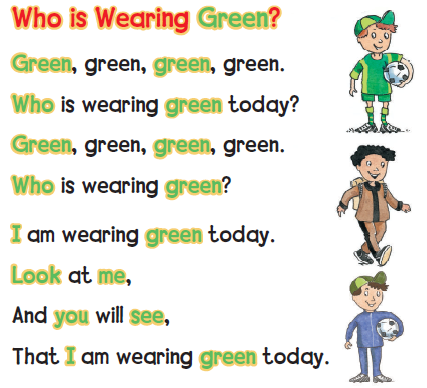 Who is Wearing Green?
Green, green, green, green.
Who is wearing green today?
Green, green, green, green.
Who is wearing green?
I am wearing green today.
Look at me,
And you will see,
That I am wearing green today.